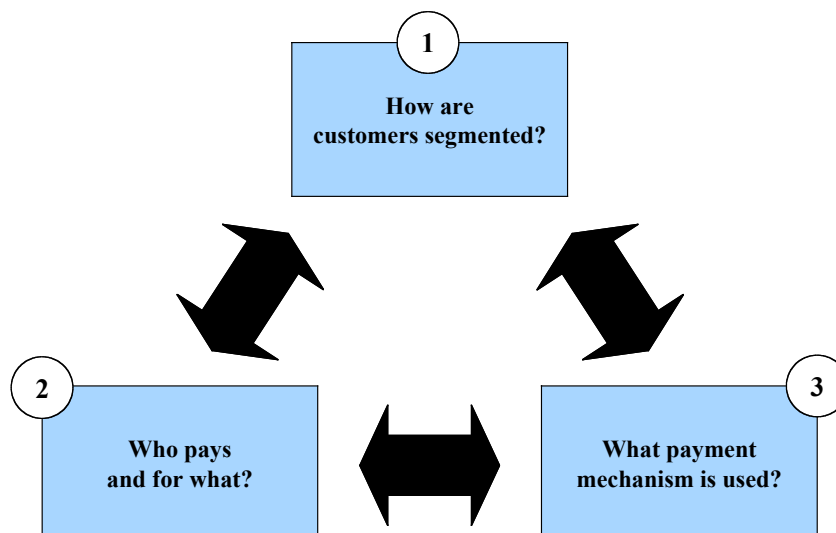 1
How are
customers segmented?
2
Who pays
and for what?
3
What payment
mechanism is used?